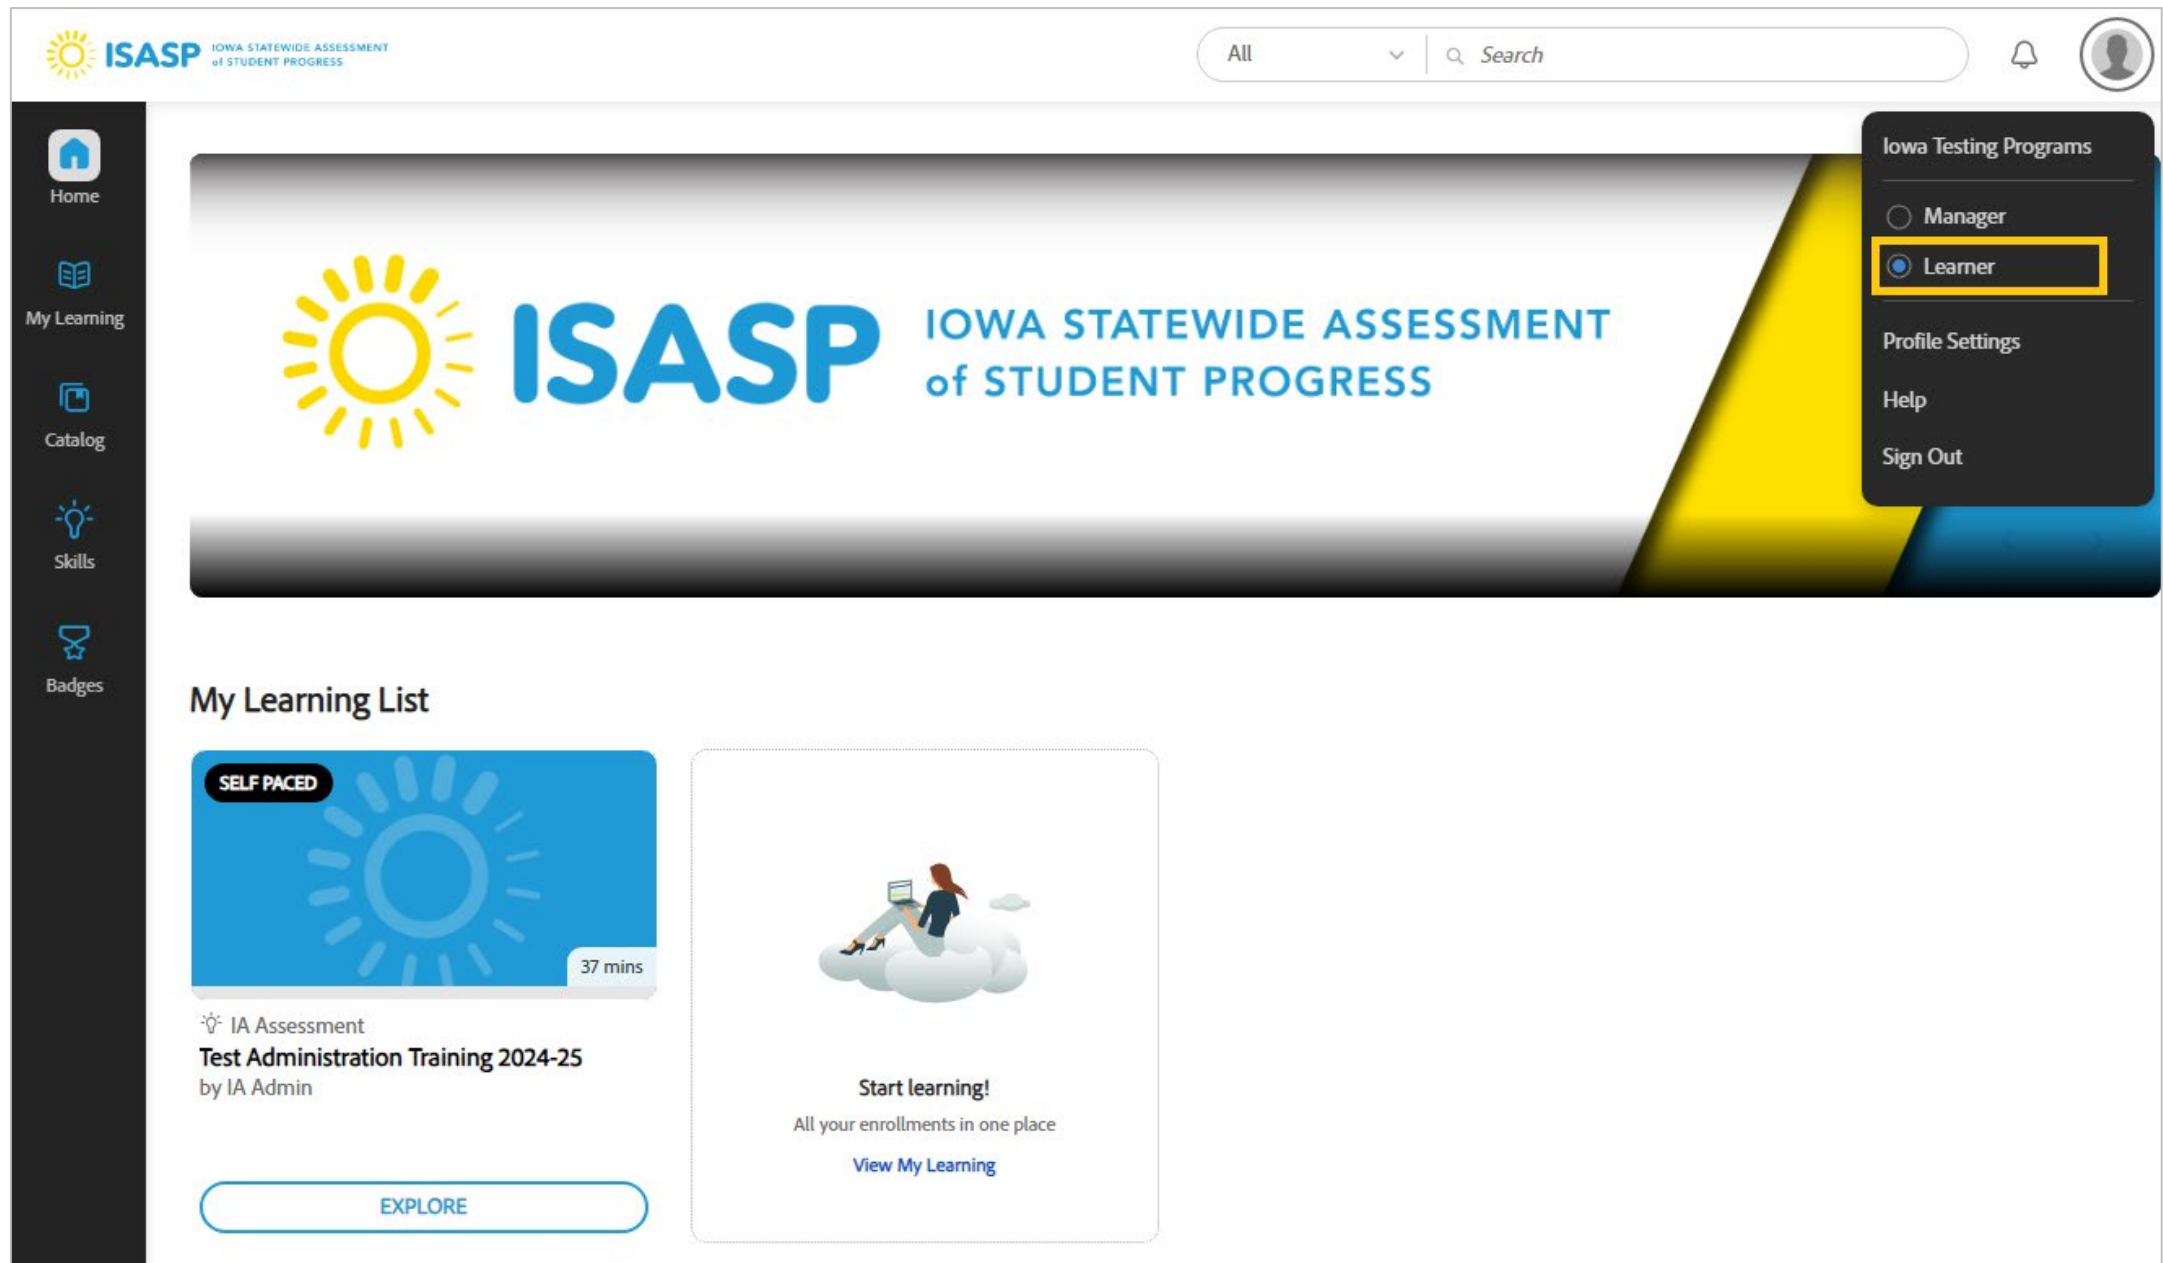 ISASP IOWA STATEWIDE ASSESSMENT
of STUDENT PROGRESS
All
Search
Home
My Learning
Catalog
Skills
Badges
Iowa Testing Programs
Manager
Learner
Profile Settings
Help
Sign Out
ISASP IOWA STATEWIDE ASSESSMENT
of STUDENT PROGRESS
My Learning List
SELF PACED
37 mins
IA Assessment
Test Administration Training 2024-25
by IA Admin
EXPLORE
Start learning!
All your enrollments in one place
View My Learning